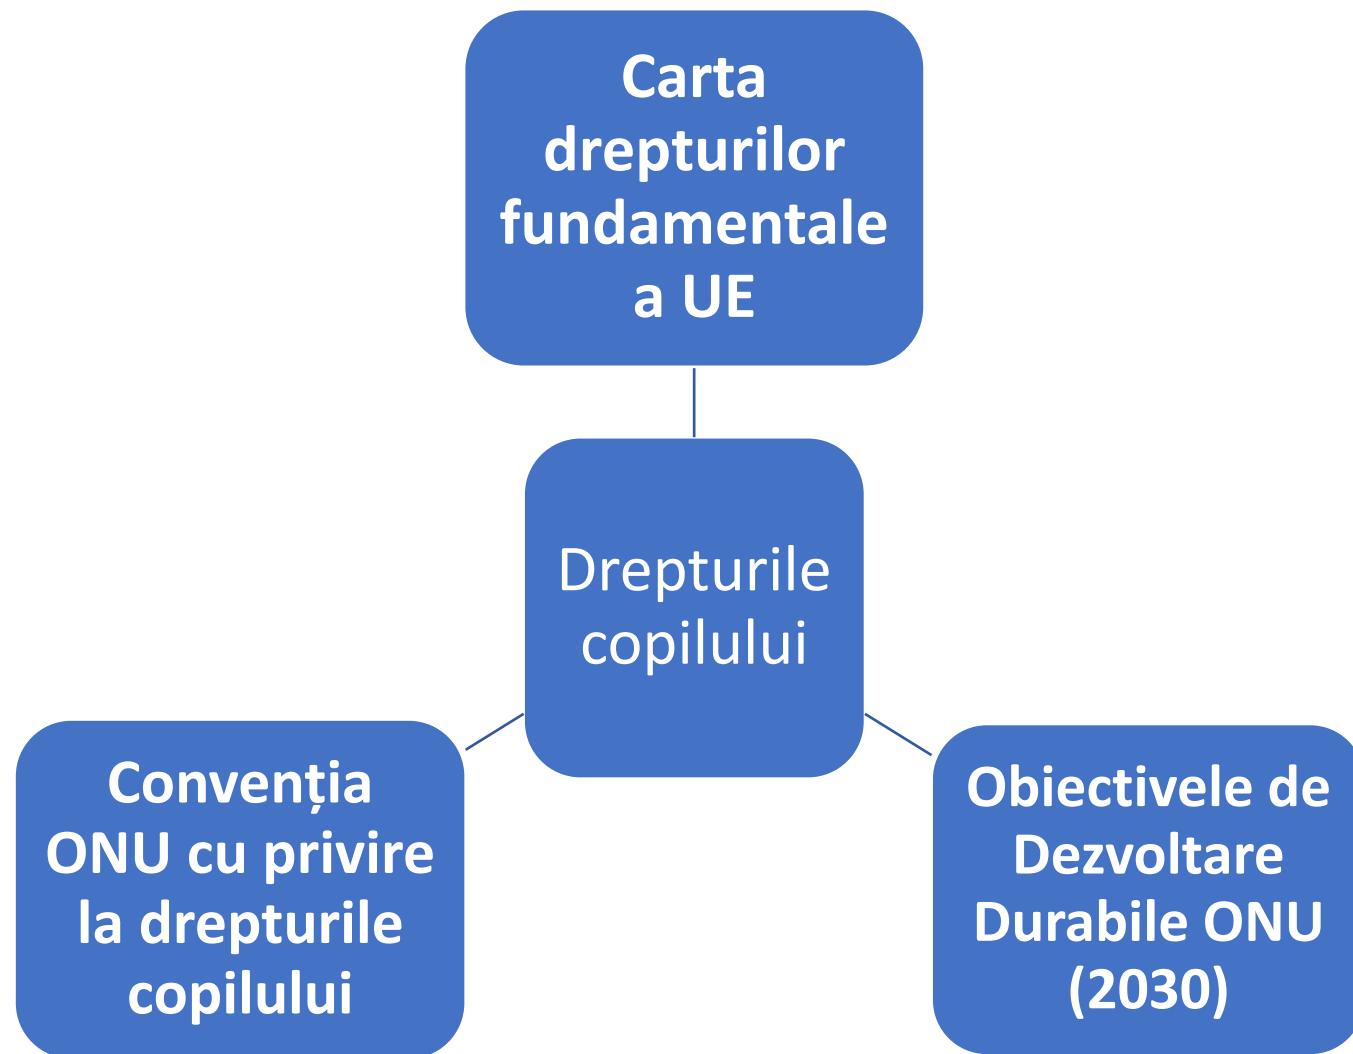 Carta
drepturilor
fundamentale
a UE
Drepturile
copilului
Convenția
ONU cu privire
la drepturile
copilului
Obiectivele de
Dezvoltare
Durabile ONU
(2030)